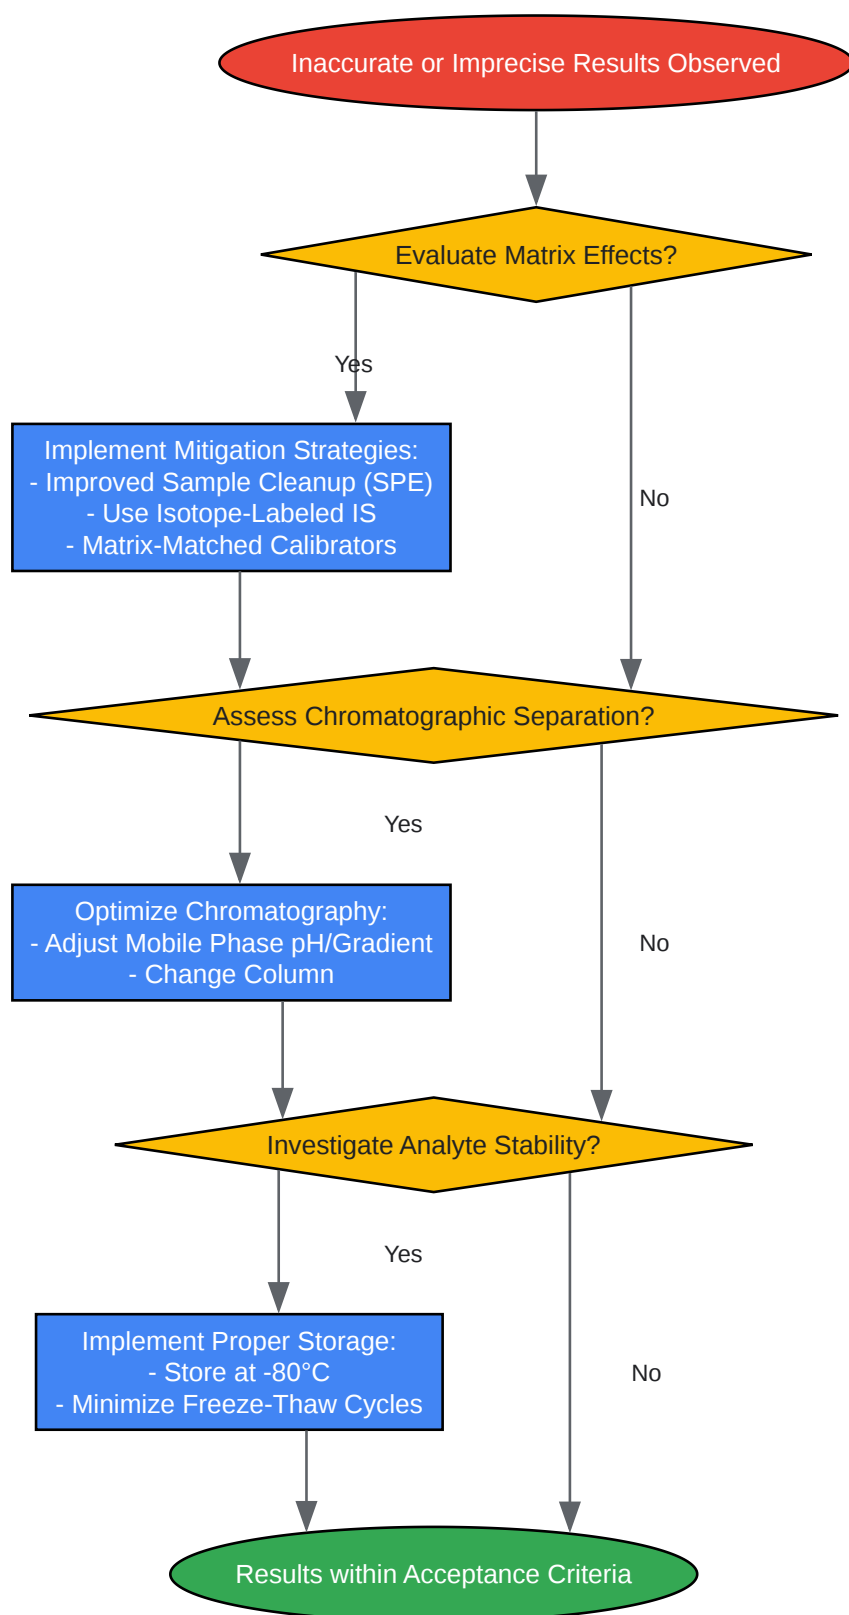 Inaccurate or Imprecise Results Observed
Evaluate Matrix Effects?
Yes
Implement Mitigation Strategies:
- Improved Sample Cleanup (SPE)
- Use Isotope-Labeled IS
- Matrix-Matched Calibrators
No
Assess Chromatographic Separation?
Yes
Optimize Chromatography:
- Adjust Mobile Phase pH/Gradient
- Change Column
No
Investigate Analyte Stability?
Yes
Implement Proper Storage:
- Store at -80°C
- Minimize Freeze-Thaw Cycles
No
Results within Acceptance Criteria